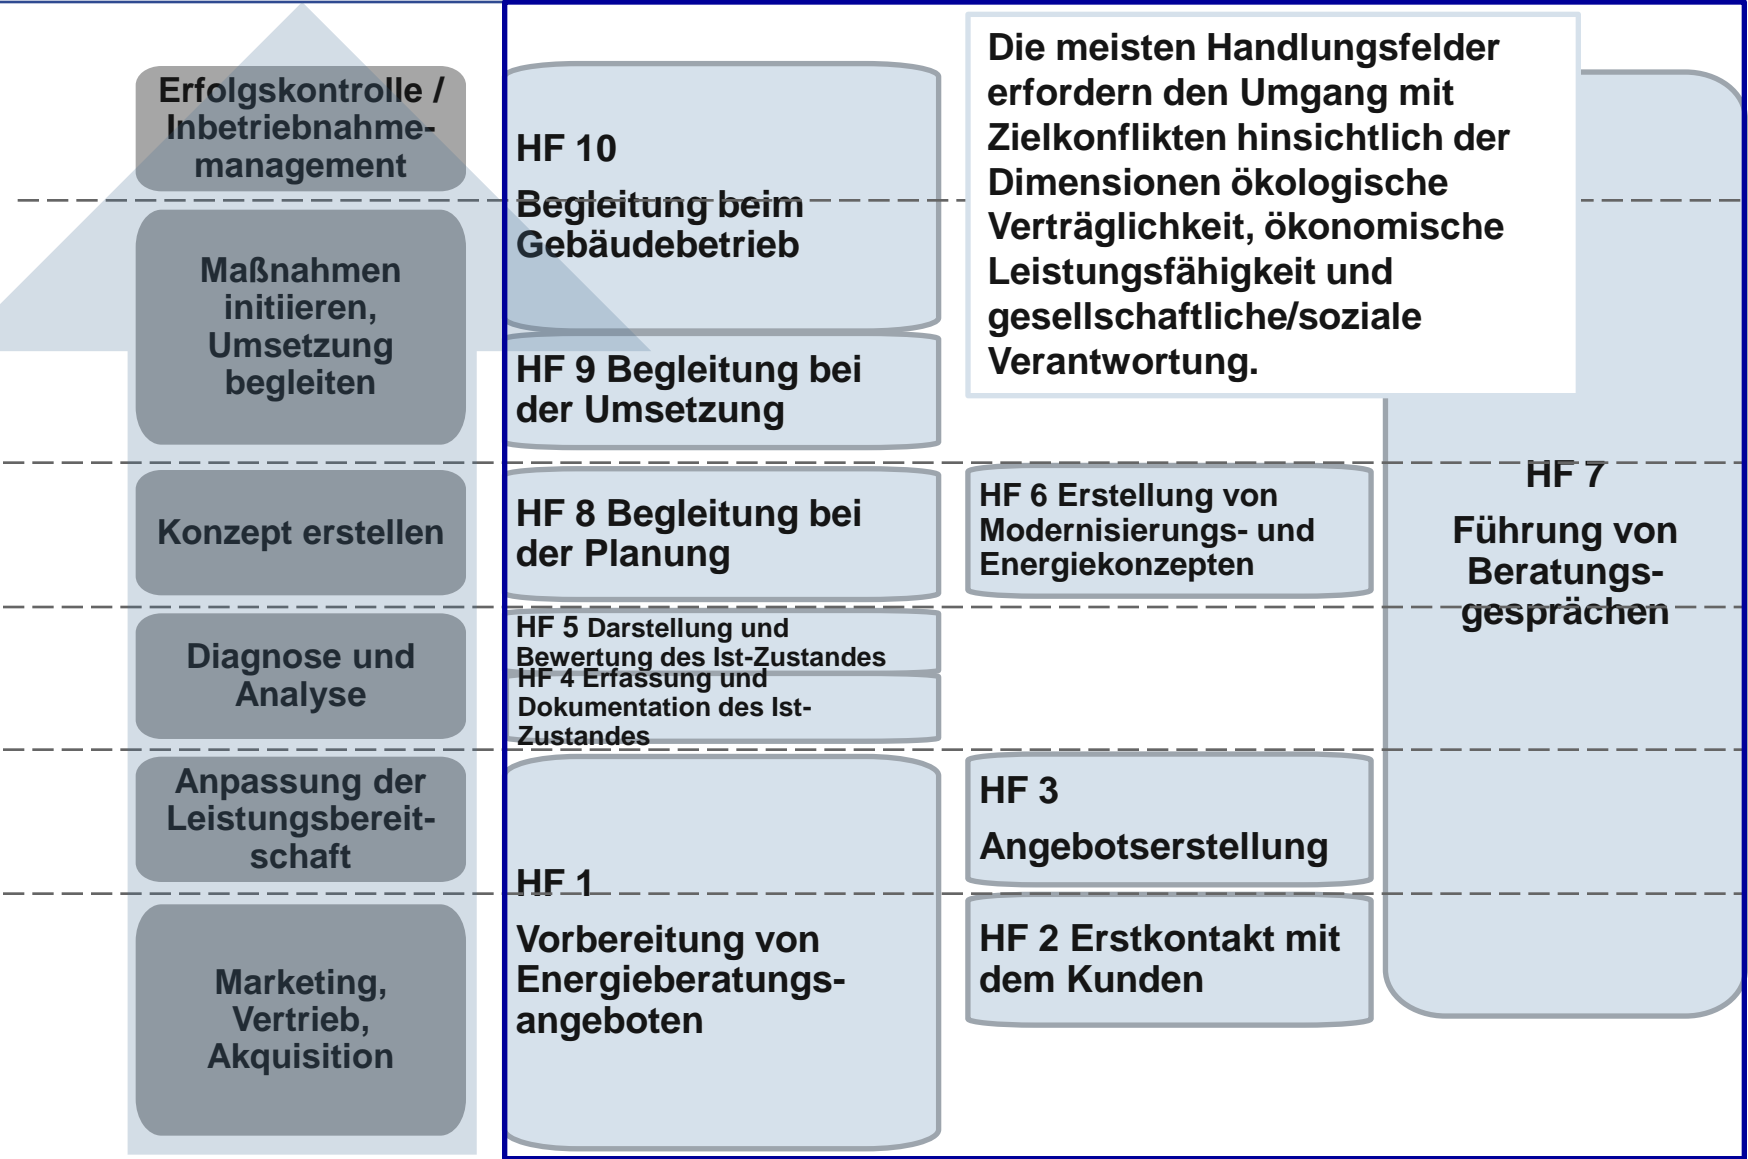 Erfolgskontrolle /
Inbetriebnahme-
management
Maßnahmen
initiieren,
Umsetzung
begleiten
Konzept erstellen
Diagnose und
Analyse
Anpassung der
Leistungsbereit-
schaft
Marketing,
Vertrieb,
Akquisition
HF 10
Begleitung beim
Gebäudebetrieb
HF 9 Begleitung bei
der Umsetzung
HF 8 Begleitung bei
der Planung
HF 5 Darstellung und
Bewertung des Ist-Zustandes
HF 4 Erfassung und
Dokumentation des Ist-
Zustandes
HF 1
Vorbereitung von
Energieberatungs-
angeboten
Die meisten Handlungsfelder
erfordern den Umgang mit
Zielkonflikten hinsichtlich der
Dimensionen ökologische
Verträglichkeit, ökonomische
Leistungsfähigkeit und
gesellschaftliche/soziale
Verantwortung.
HF 6 Erstellung von
Modernisierungs- und
Energiekonzepten
HF 3
Angebotserstellung
HF 2 Erstkontakt mit
dem Kunden
HF 7
Führung von
Beratungs-
gesprächen